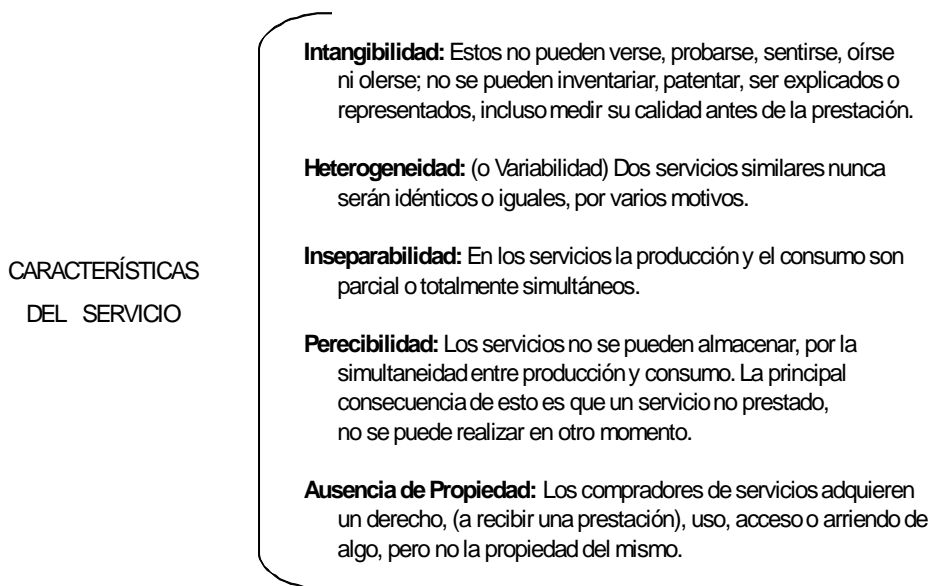 CARACTERÍSTICAS
DEL SERVICIO
Intangibilidad: Estos no pueden verse, probarse, sentirse, oírse
ni olerse; no se pueden inventariar, patentar, ser explicados o
representados, incluso medir su calidad antes de la prestación.
Heterogeneidad: (o Variabilidad) Dos servicios similares nunca
serán idénticos o iguales, por varios motivos.
Inseparabilidad: En los servicios la producción y el consumo son
parcial o totalmente simultáneos.
Perecibilidad: Los servicios no se pueden almacenar, por la
simultaneidad entre producción y consumo. La principal
consecuencia de esto es que un servicio no prestado,
no se puede realizar en otro momento.
Ausencia de Propiedad: Los compradores de servicios adquieren
un derecho, (a recibir una prestación), uso, acceso o arriendo de
algo, pero no la propiedad del mismo.